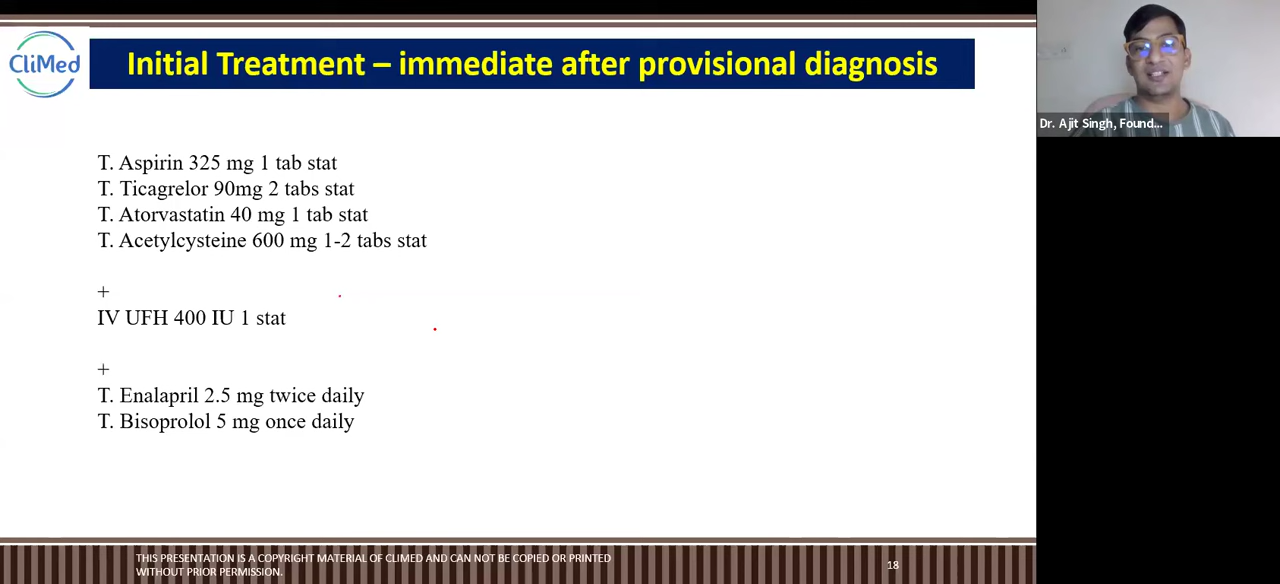 CliMed
Initial Treatment – immediate after provisional diagnosis
Dr. Ajit Singh, Found...
T. Aspirin 325 mg 1 tab stat
T. Ticagrelor 90mg 2 tabs stat
T. Atorvastatin 40 mg 1 tab stat
T. Acetylcysteine 600 mg 1-2 tabs stat
+
IV UFH 400 IU 1 stat
+
T. Enalapril 2.5 mg twice daily
T. Bisoprolol 5 mg once daily
THIS PRESENTATION IS A COPYRIGHT MATERIAL OF CLIMED AND CAN NOT BE COPIED OR PRINTED
WITHOUT PRIOR PERMISSION.
18